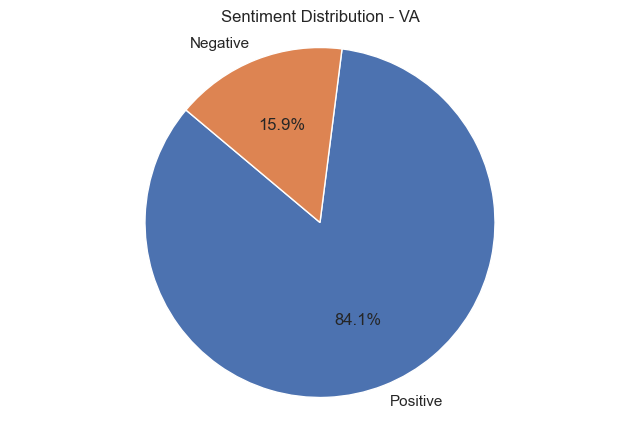 Sentiment Distribution - VA
Negative
15.9%
84.1%
Positive